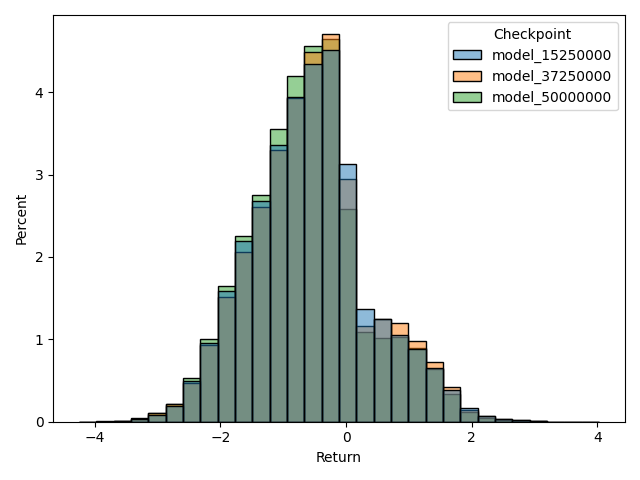 Checkpoint
model_15250000
model_37250000
model_50000000
Percent
4
3
2
1
0
−4
−2
0
2
4
Return